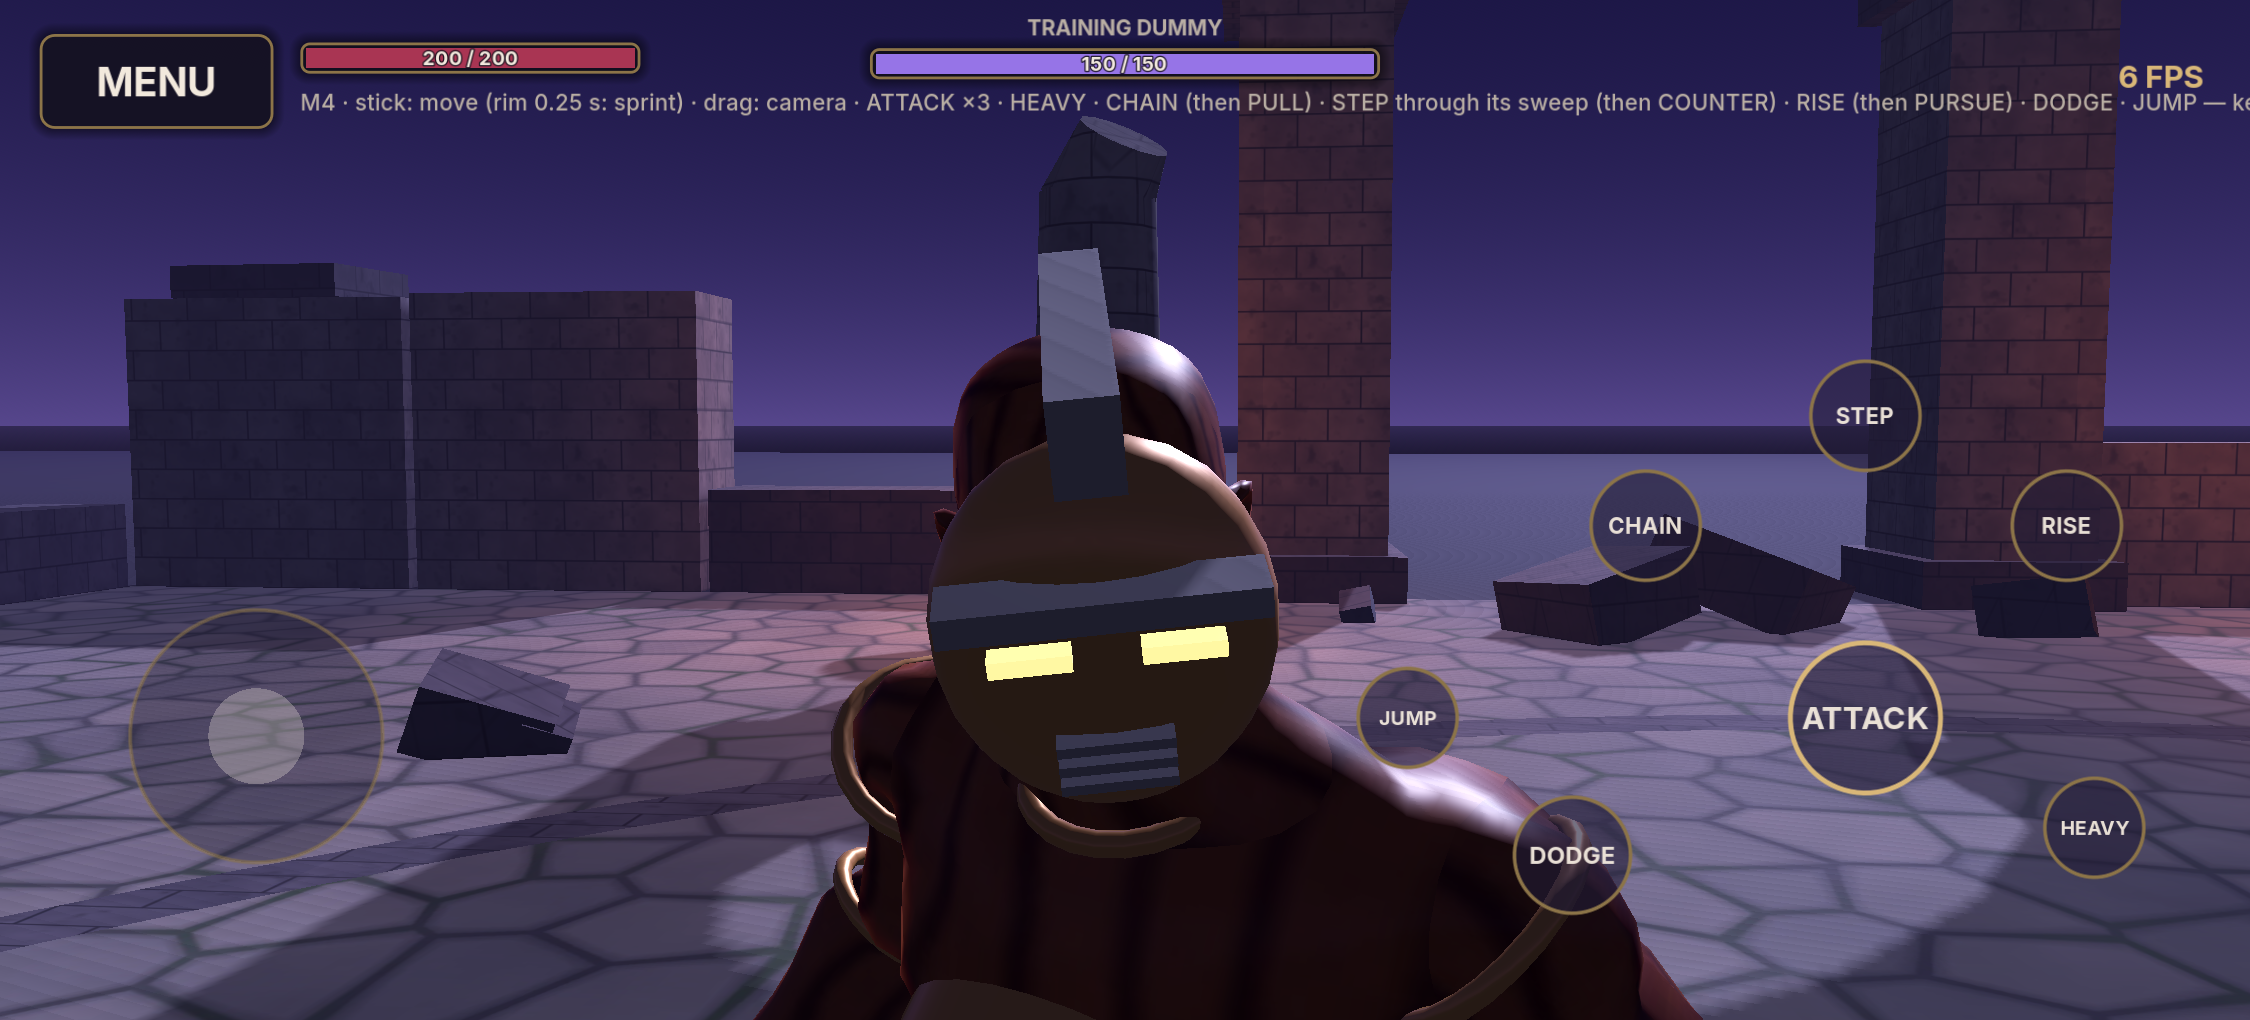 TRAINING DUMMY
MENU
200 / 200
150 / 150
6 FPS
M4 · stick: move (rim 0.25 s: sprint) · drag: camera · ATTACK ×3 · HEAVY · CHAIN (then PULL) · STEP through its sweep (then COUNTER) · RISE (then PURSUE) · DODGE · JUMP —
STEP
CHAIN
RISE
JUMP
ATTACK
HEAVY
DODGE